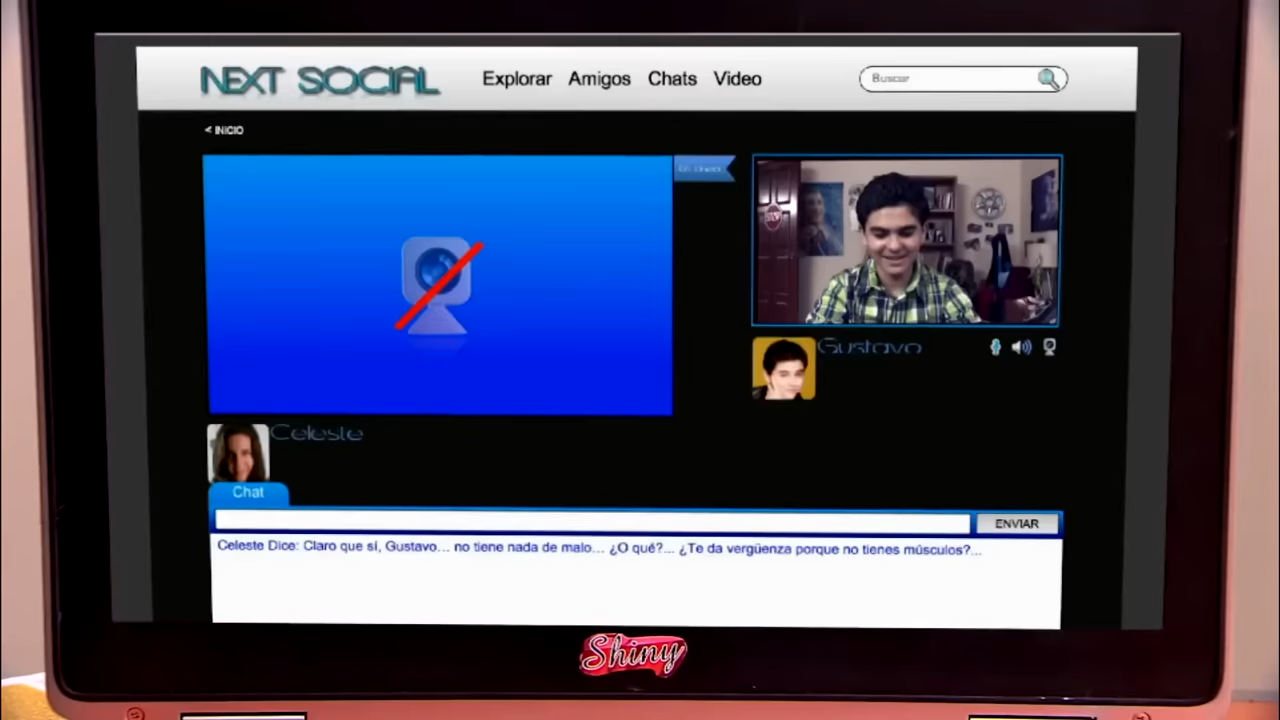 NEXT SOCIAL
Explorar Amigos Chats Video
Buscar
< INICIO
STOP
Gustavo
Celeste
Chat
ENVIAR
Celeste Dice: Claro que sí, Gustavo... no tiene nada de malo... ¿O qué?... ¿Te da vergüenza porque no tienes músculos?...
Shiny